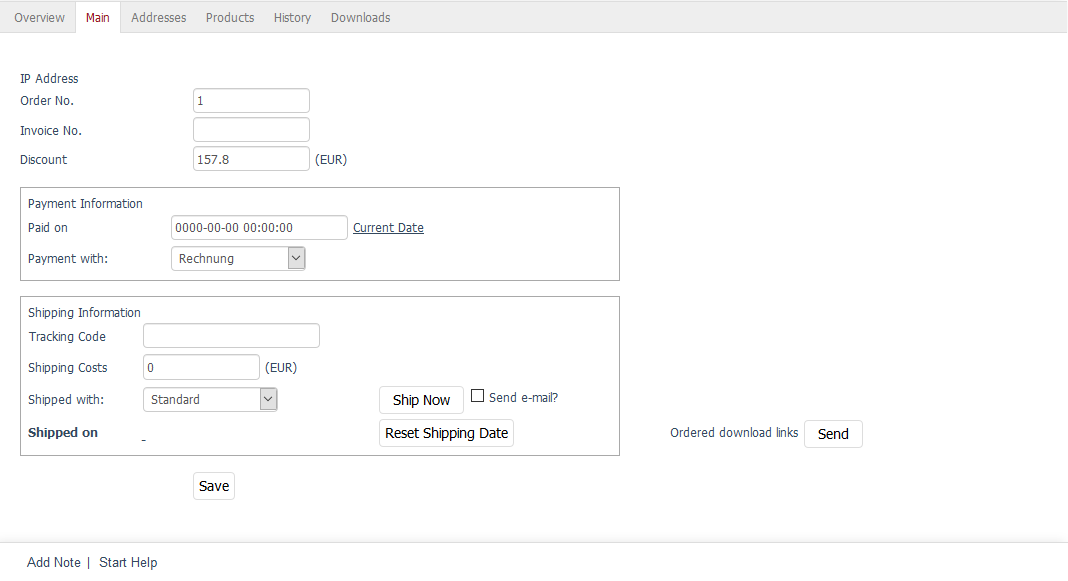 Overview Main Addresses Products History Downloads
IP Address
Order No. 1
Invoice No.
Discount 157.8 (EUR)
Payment Information
Paid on 0000-00-00 00:00:00 Current Date
Payment with: Rechnung
Shipping Information
Tracking Code
Shipping Costs 0 (EUR)
Shipped with: Standard Ship Now Send e-mail?
Shipped on - Reset Shipping Date Ordered download links Send
Save
Add Note | Start Help